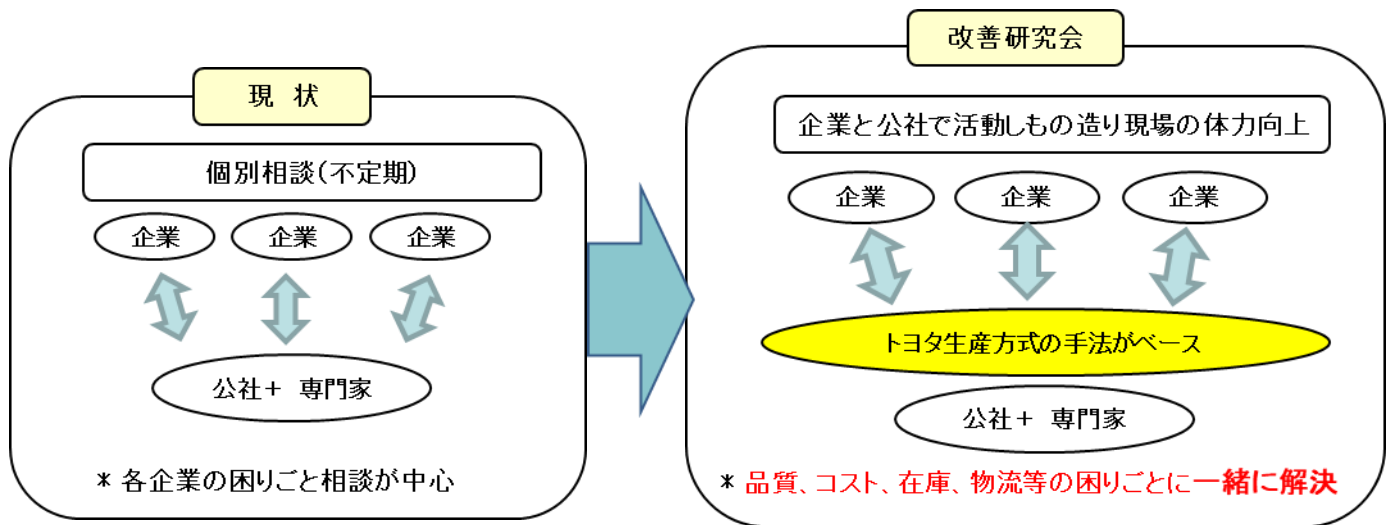 現 状
個別相談(不定期)
企業 企業 企業
公社+ 専門家
* 各企業の困りごと相談が中心
改善研究会
企業と公社で活動しもの造り現場の体力向上
企業 企業 企業
トヨタ生産方式の手法がベース
公社+ 専門家
* 品質、コスト、在庫、物流等の困りごとに一緒に解決